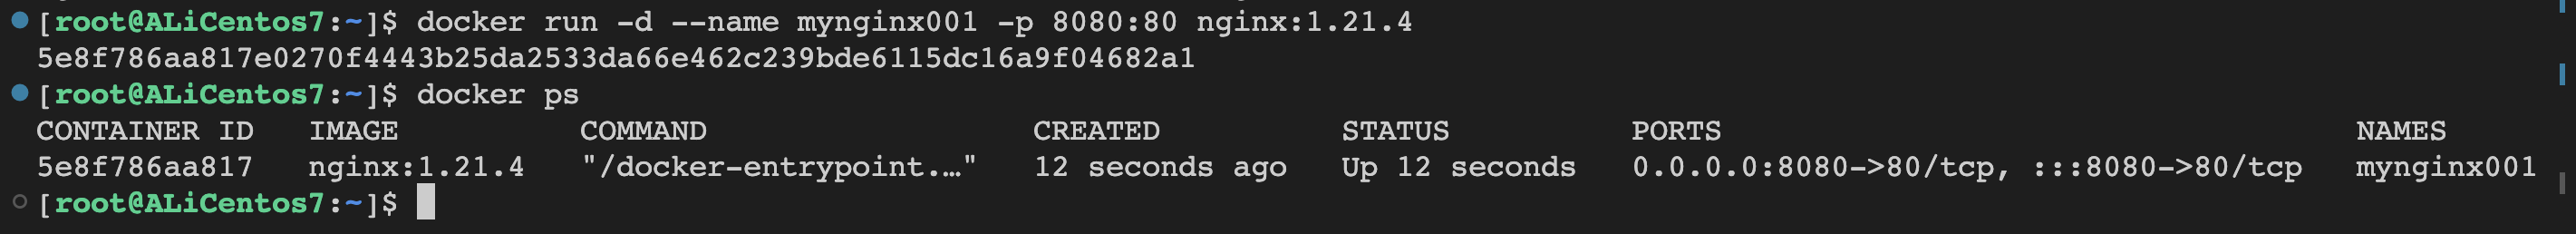 [root@ALiCentos7:~]$ docker run -d --name mynginx001 -p 8080:80 nginx:1.21.4
5e8f786aa817e0270f4443b25da2533da66e462c239bde6115dc16a9f04682a1
[root@ALiCentos7:~]$ docker ps
CONTAINER ID   IMAGE          COMMAND                  CREATED          STATUS          PORTS                                   NAMES
5e8f786aa817   nginx:1.21.4   "/docker-entrypoint.…"   12 seconds ago   Up 12 seconds   0.0.0.0:8080->80/tcp, :::8080->80/tcp   mynginx001
[root@ALiCentos7:~]$